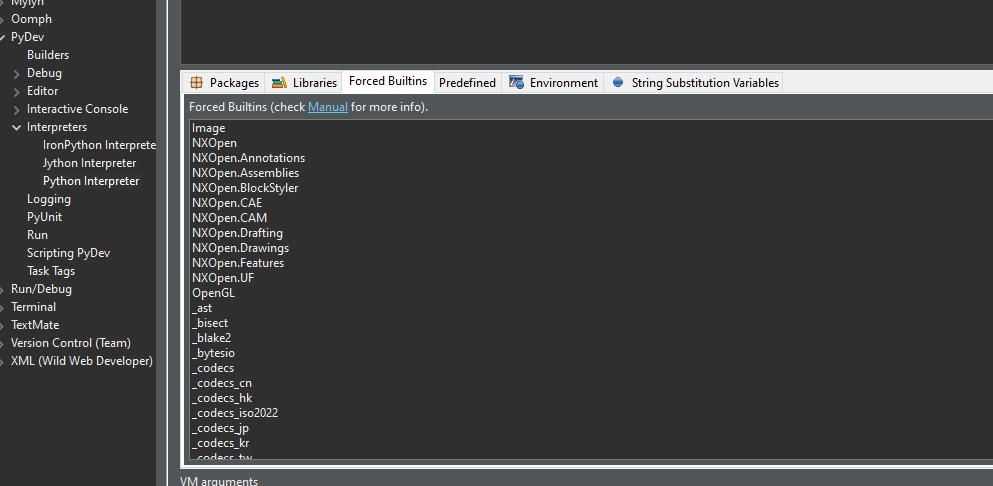 Mylyn
Oomph
PyDev
Builders
Debug
Editor
Interactive Console
Interpreters
IronPython Interprete
Jython Interpreter
Python Interpreter
Logging
PyUnit
Run
Scripting PyDev
Task Tags
Run/Debug
Terminal
TextMate
Version Control (Team)
XML (Wild Web Developer)
Packages Libraries Forced Builtins Predefined Environment String Substitution Variables
Forced Builtins (check Manual for more info).
Image
NXOpen
NXOpen.Annotations
NXOpen.Assemblies
NXOpen.BlockStyler
NXOpen.CAE
NXOpen.CAM
NXOpen.Drafting
NXOpen.Drawings
NXOpen.Features
NXOpen.UF
OpenGL
_ast
_bisect
_blake2
_bytesio
_codecs
_codecs_cn
_codecs_hk
_codecs_iso2022
_codecs_jp
_codecs_kr
_codecs_tw
VM arguments